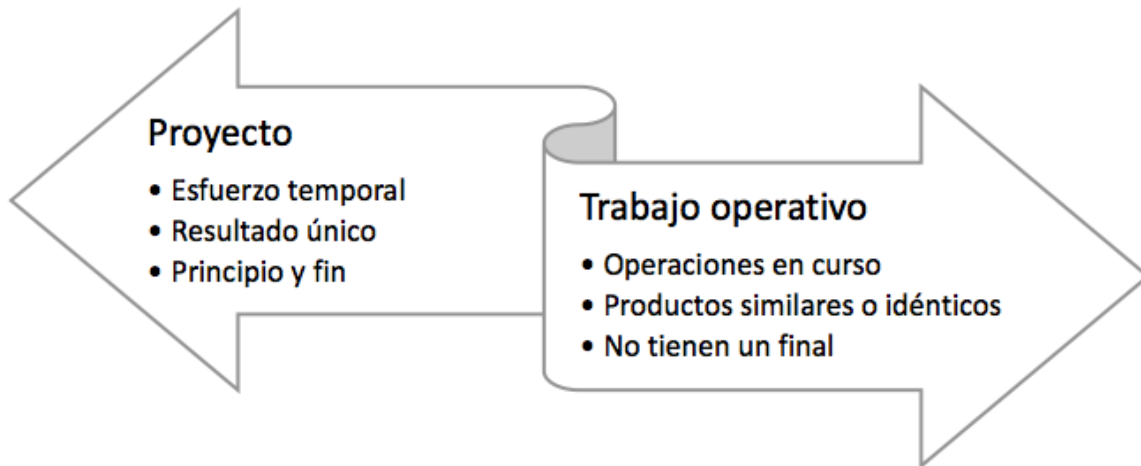 Proyecto
• Esfuerzo temporal
• Resultado único
• Principio y fin
Trabajo operativo
• Operaciones en curso
• Productos similares o idénticos
• No tienen un final